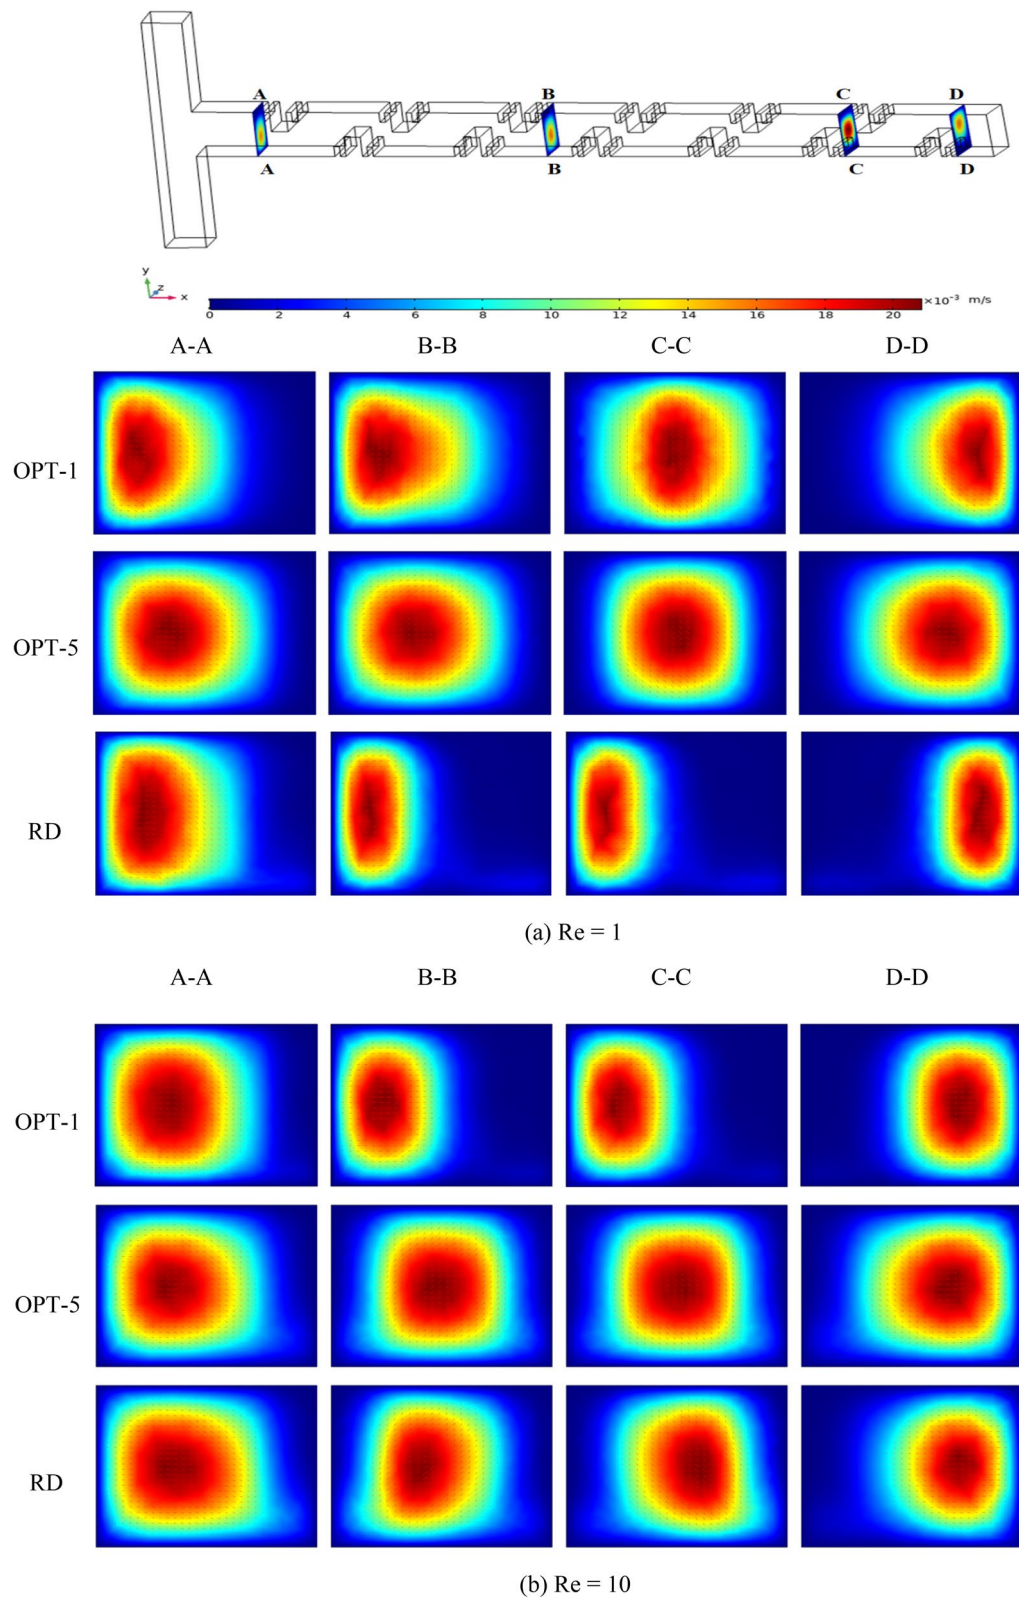 A B C D
A B C D
y
z
x
0 2 4 6 8 10 12 14 16 18 20 ×10⁻³ m/s
A-A B-B C-C D-D
OPT-1
OPT-5
RD
(a) Re = 1
A-A B-B C-C D-D
OPT-1
OPT-5
RD
(b) Re = 10